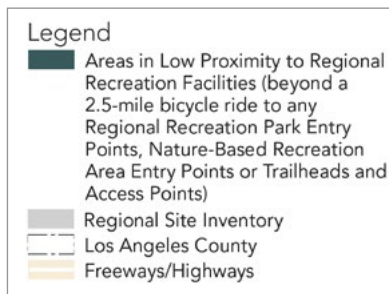 Legend
Areas in Low Proximity to Regional
Recreation Facilities (beyond a
2.5-mile bicycle ride to any
Regional Recreation Park Entry
Points, Nature-Based Recreation
Area Entry Points or Trailheads and
Access Points)
Regional Site Inventory
Los Angeles County
Freeways/Highways